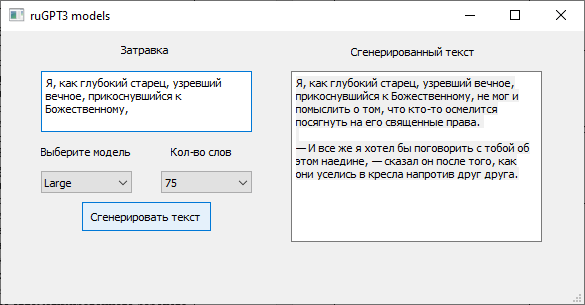 ruGPT3 models
Затравка
Я, как глубокий старец, узревший
вечное, прикоснувшийся к
Божественному,
Выберите модель
Кол-во слов
Large
75
Сгенерировать текст
Сгенерированный текст
Я, как глубокий старец, узревший вечное,
прикоснувшийся к Божественному, не мог и
помыслить о том, что кто-то осмелится
посягнуть на его священные права.
— И все же я хотел бы поговорить с тобой об
этом наедине, — сказал он после того, как
они уселись в кресла напротив друг друга.